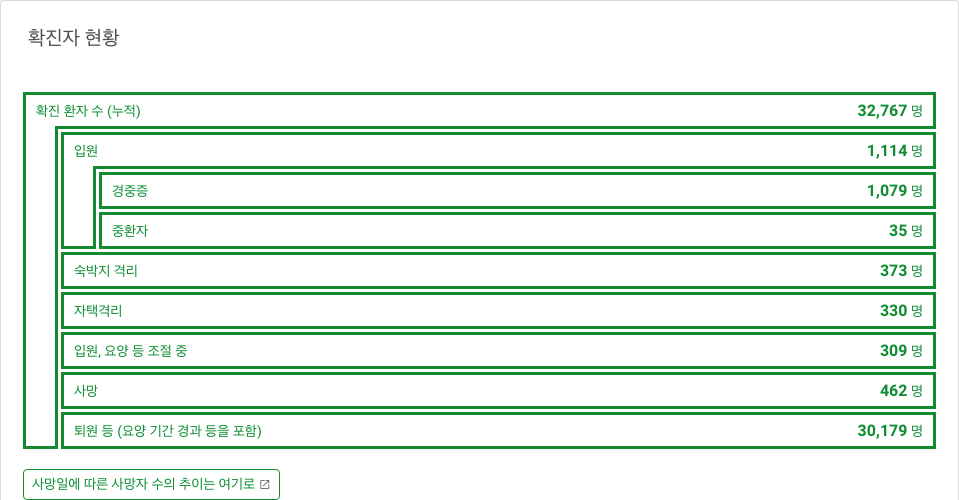 확진자 현황
확진 환자 수 (누적) 32,767 명
입원 1,114 명
경중증 1,079 명
중환자 35 명
숙박지 격리 373 명
자택격리 330 명
입원, 요양 등 조절 중 309 명
사망 462 명
퇴원 등 (요양 기간 경과 등을 포함) 30,179 명
사망일에 따른 사망자 수의 추이는 여기로